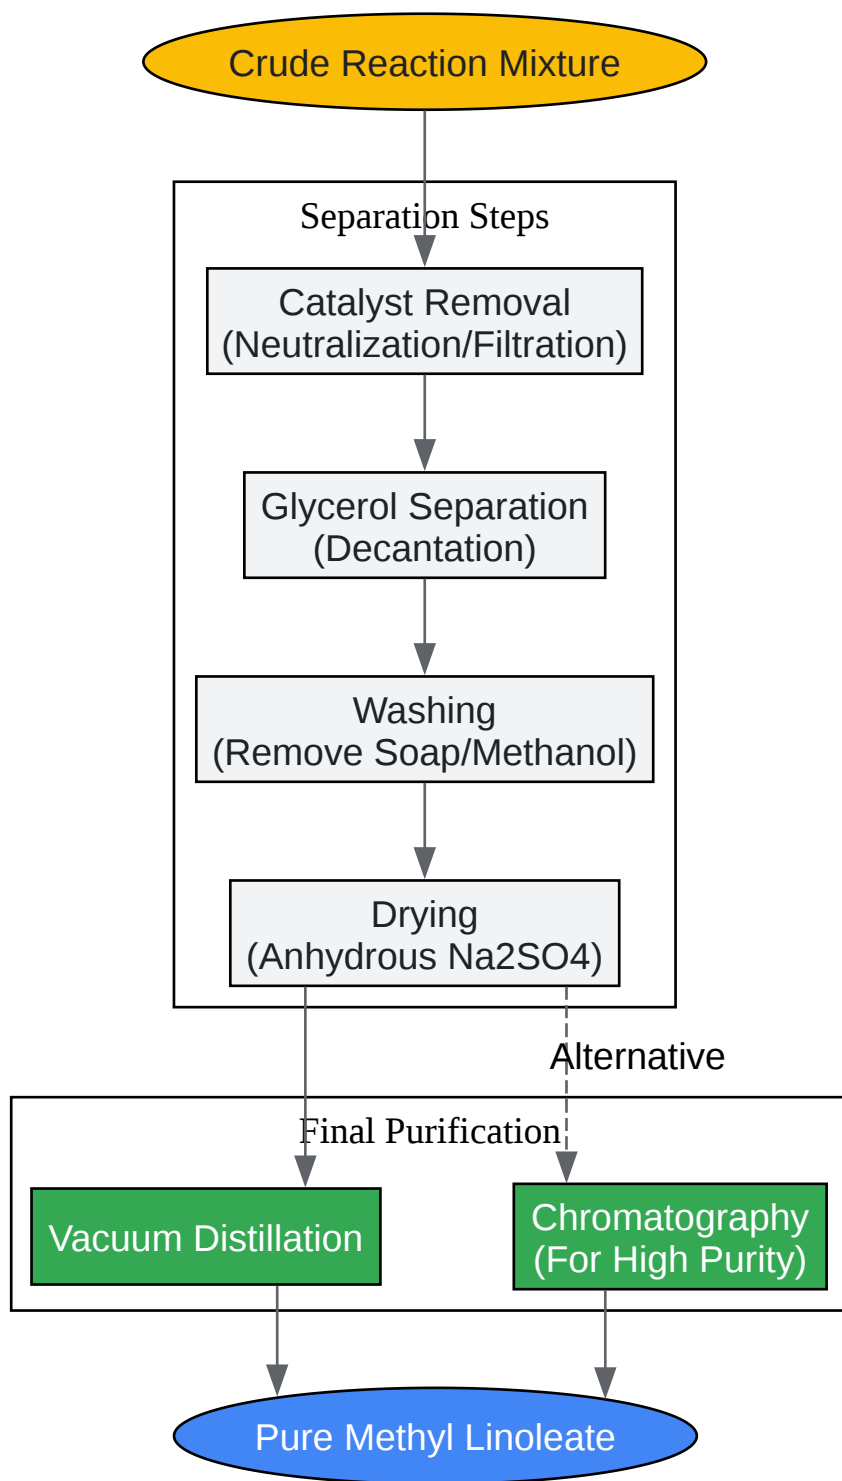 Crude Reaction Mixture
Separation Steps
Catalyst Removal
(Neutralization/Filtration)
Glycerol Separation
(Decantation)
Washing
(Remove Soap/Methanol)
Drying
(Anhydrous Na2SO4)
Alternative
Final Purification
Vacuum Distillation
Chromatography
(For High Purity)
Pure Methyl Linoleate